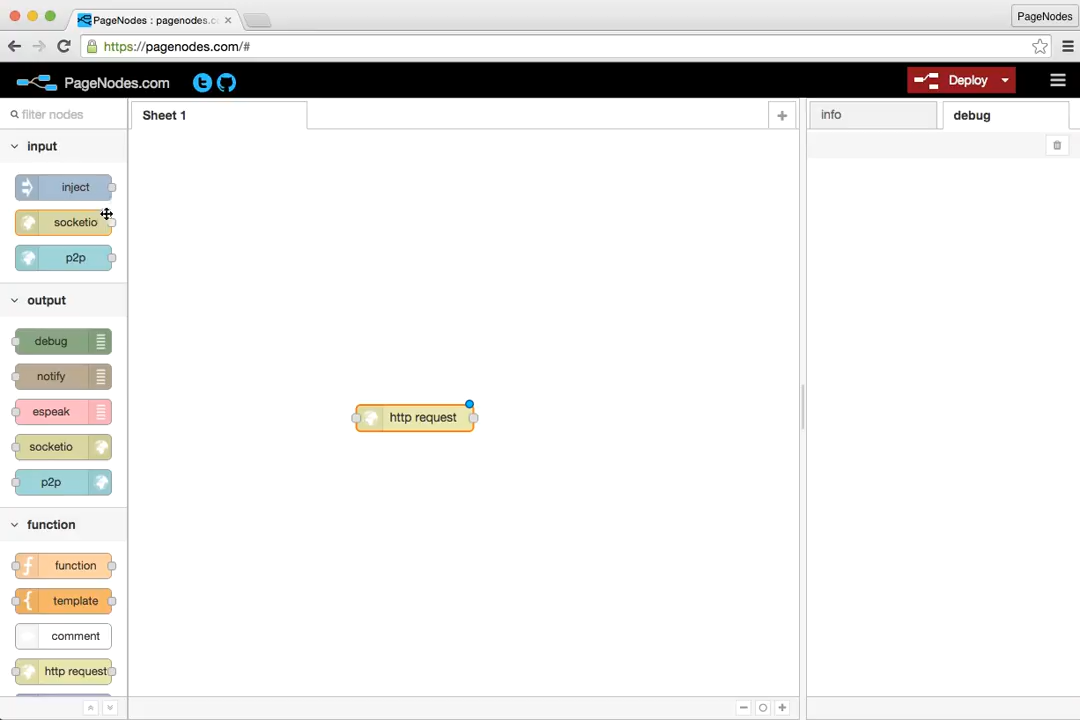 PageNodes : pagenodes.c
PageNodes
https://pagenodes.com/#
PageNodes.com
Deploy
filter nodes
Sheet 1
info
debug
input
inject
socketio
p2p
output
debug
notify
espeak
socketio
p2p
function
function
template
comment
http request
http request